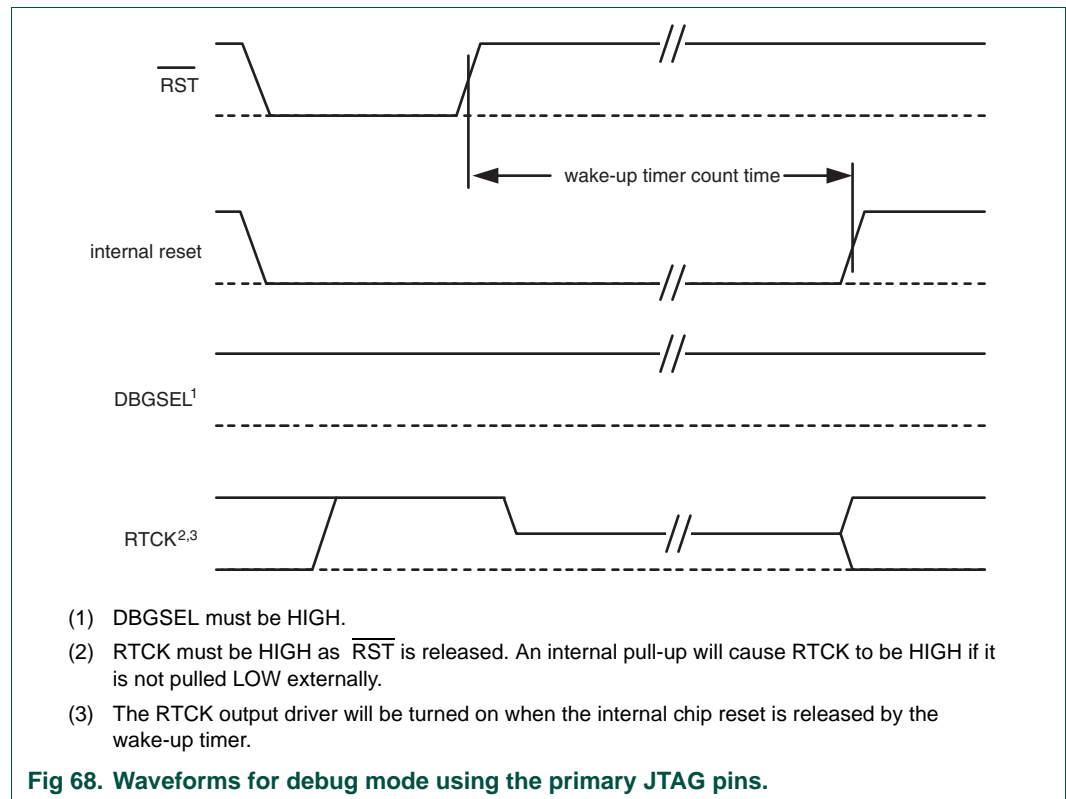 RST
wake-up timer count time
internal reset
DBGSEL1
RTCK2,3
(1) DBGSEL must be HIGH.
(2) RTCK must be HIGH as RST is released. An internal pull-up will cause RTCK to be HIGH if it
is not pulled LOW externally.
(3) The RTCK output driver will be turned on when the internal chip reset is released by the
wake-up timer.
Fig 68. Waveforms for debug mode using the primary JTAG pins.